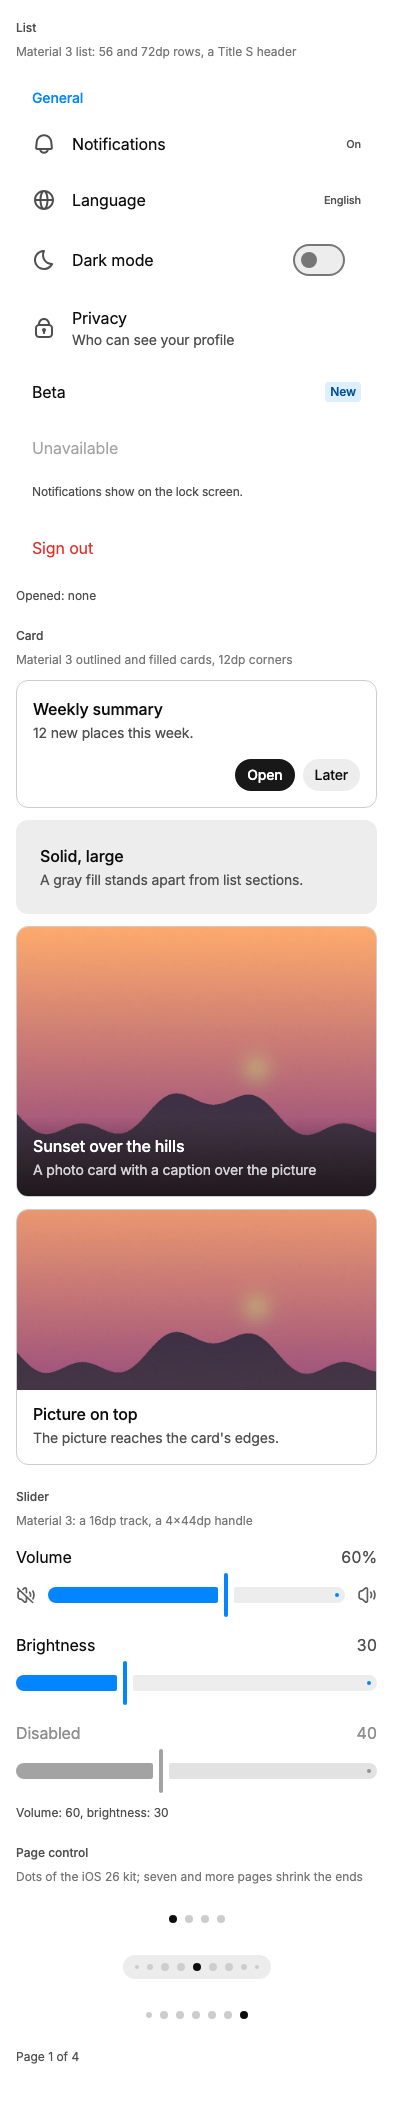 List
Material 3 list: 56 and 72dp rows, a Title S header
General
Notifications On
Language English
Dark mode
Privacy
Who can see your profile
Beta New
Unavailable
Notifications show on the lock screen.
Sign out
Opened: none
Card
Material 3 outlined and filled cards, 12dp corners
Weekly summary
12 new places this week.
Open Later
Solid, large
A gray fill stands apart from list sections.
Sunset over the hills
A photo card with a caption over the picture
Picture on top
The picture reaches the card's edges.
Slider
Material 3: a 16dp track, a 4×44dp handle
Volume 60%
Brightness 30
Disabled 40
Volume: 60, brightness: 30
Page control
Dots of the iOS 26 kit; seven and more pages shrink the ends
Page 1 of 4